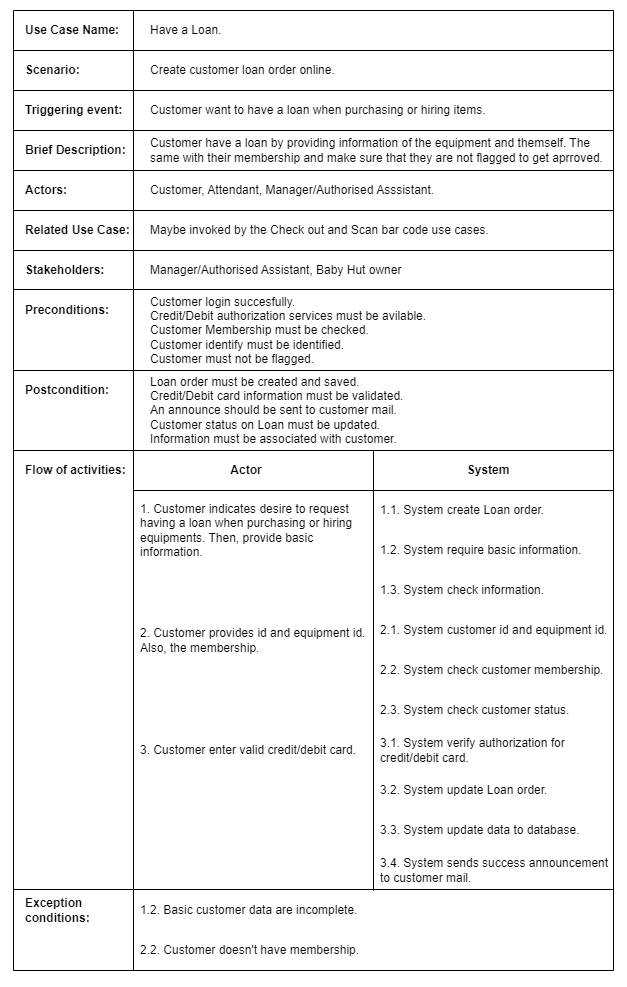 Use Case Name: Have a Loan.
Scenario: Create customer loan order online.
Triggering event: Customer want to have a loan when purchasing or hiring items.
Brief Description: Customer have a loan by providing information of the equipment and themself. The
same with their membership and make sure that they are not flagged to get aprroved.
Actors: Customer, Attendant, Manager/Authorised Asssistant.
Related Use Case: Maybe invoked by the Check out and Scan bar code use cases.
Stakeholders: Manager/Authorised Assistant, Baby Hut owner
Preconditions: Customer login succesfully.
Credit/Debit authorization services must be avilable.
Customer Membership must be checked.
Customer identify must be identified.
Customer must not be flagged.
Postcondition: Loan order must be created and saved.
Credit/Debit card information must be validated.
An announce should be sent to customer mail.
Customer status on Loan must be updated.
Information must be associated with customer.
Flow of activities: Actor System
1. Customer indicates desire to request
having a loan when purchasing or hiring
equipments. Then, provide basic
information.
1.1. System create Loan order.
1.2. System require basic information.
1.3. System check information.
2. Customer provides id and equipment id.
Also, the membership.
2.1. System customer id and equipment id.
2.2. System check customer membership.
2.3. System check customer status.
3. Customer enter valid credit/debit card.
3.1. System verify authorization for
credit/debit card.
3.2. System update Loan order.
3.3. System update data to database.
3.4. System sends success announcement
to customer mail.
Exception
conditions:
1.2. Basic customer data are incomplete.
2.2. Customer doesn't have membership.